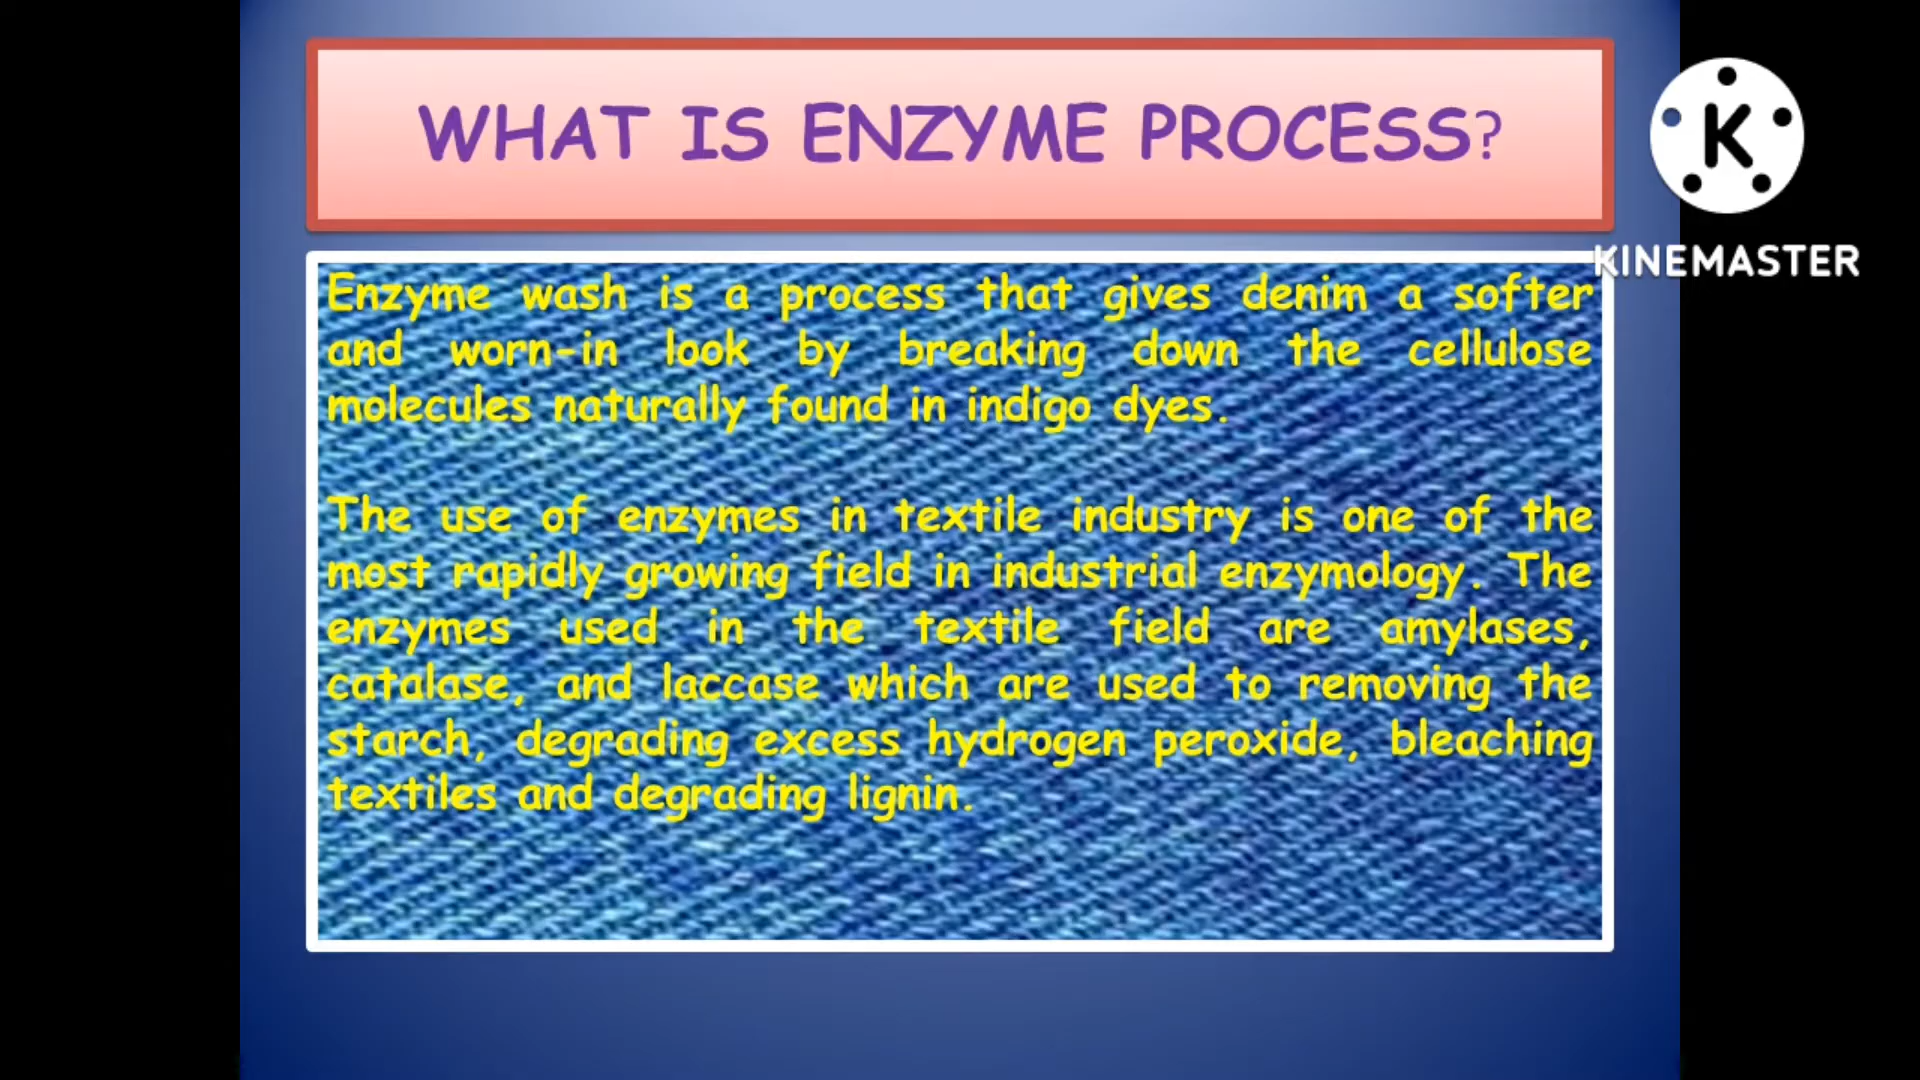 WHAT IS ENZYME PROCESS?
K
KINEMASTER
Enzyme wash is a process that gives denim a softer
and worn-in look by breaking down the cellulose
molecules naturally found in indigo dyes.
The use of enzymes in textile industry is one of the
most rapidly growing field in industrial enzymology. The
enzymes used in the textile field are amylases,
catalase, and laccase which are used to removing the
starch, degrading excess hydrogen peroxide, bleaching
textiles and degrading lignin.